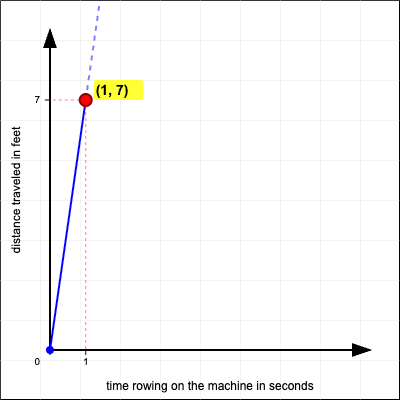 (1, 7)
7
distance traveled in feet
0
1
time rowing on the machine in seconds